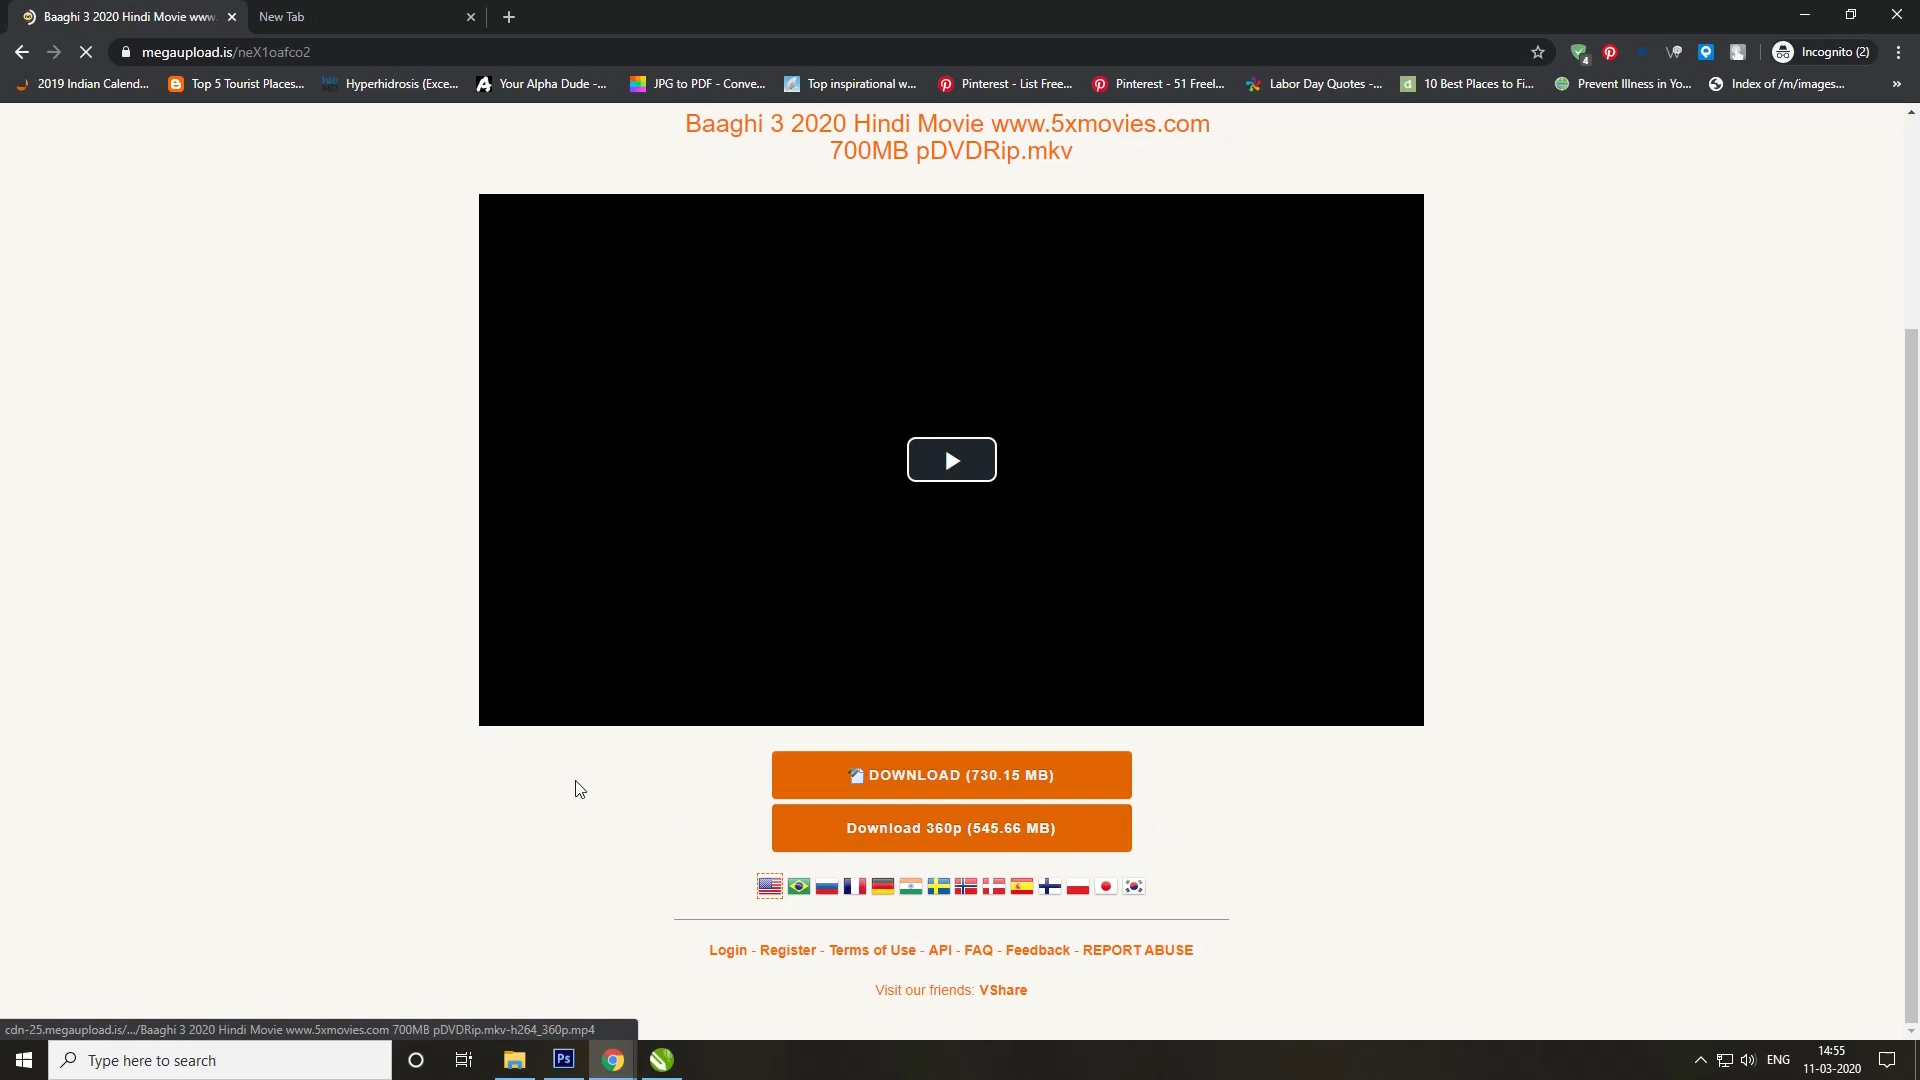 Baaghi 3 2020 Hindi Movie www.
New Tab
megaupload.is/neX1oafco2
4
Incognito (2)
2019 Indian Calend...
Top 5 Tourist Places...
Hyperhidrosis (Exce...
Your Alpha Dude -...
JPG to PDF - Conve...
Top inspirational w...
Pinterest - List Free...
Pinterest - 51 Freel...
Labor Day Quotes -...
10 Best Places to Fi...
Prevent Illness in Yo...
Index of /m/images...
»
Baaghi 3 2020 Hindi Movie www.5xmovies.com
700MB pDVDRip.mkv
DOWNLOAD (730.15 MB)
Download 360p (545.66 MB)
Login - Register - Terms of Use - API - FAQ - Feedback - REPORT ABUSE
Visit our friends: VShare
cdn-25.megaupload.is/.../Baaghi 3 2020 Hindi Movie www.5xmovies.com 700MB pDVDRip.mkv-h264_360p.mp4
Type here to search
Ps
ENG
14:55
11-03-2020